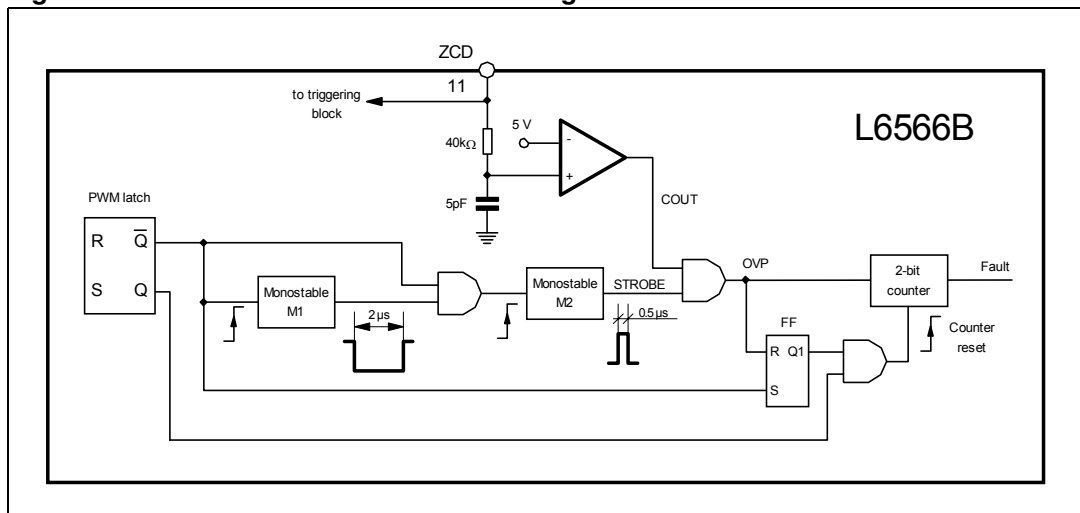 ZCD
11
to triggering
block
L6566B
5 V
40kΩ
-
+
5pF
COUT
PWM latch
R Q̅
S Q
Monostable
M1
2 µs
Monostable
M2
STROBE
0.5 µs
OVP
2-bit
counter
Fault
FF
R Q1
S
Counter
reset